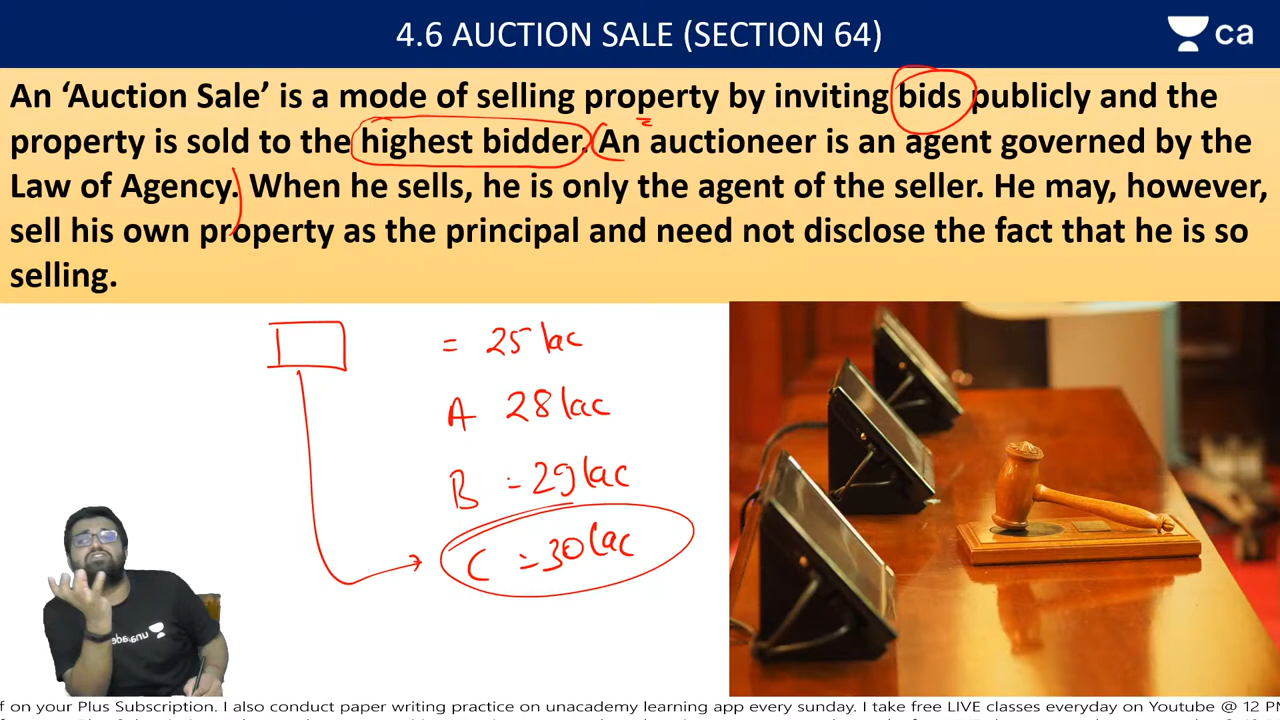 4.6 AUCTION SALE (SECTION 64)
ca
An ‘Auction Sale’ is a mode of selling property by inviting bids publicly and the
property is sold to the highest bidder. An auctioneer is an agent governed by the
Law of Agency. When he sells, he is only the agent of the seller. He may, however,
sell his own property as the principal and need not disclose the fact that he is so
selling.
= 25 lac
A 28 lac
B = 29 lac
C = 30 lac
f on your Plus Subscription. I also conduct paper writing practice on unacademy learning app every sunday. I take free LIVE classes everyday on Youtube @ 12 P